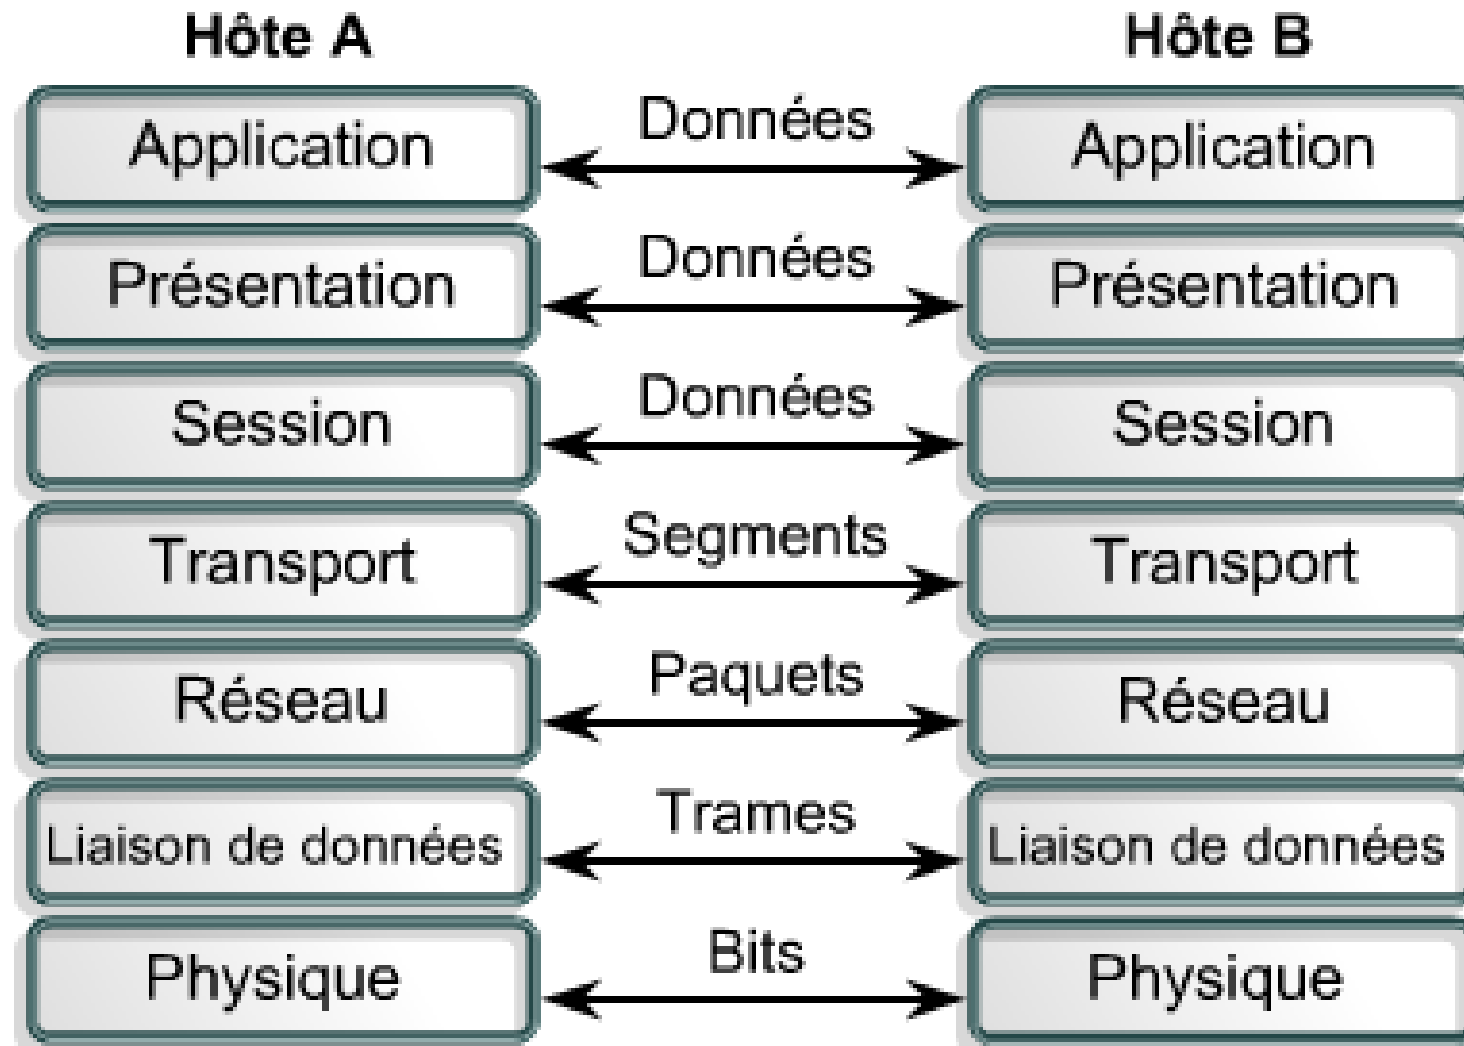 Hôte A Hôte B
Application Données Application
Présentation Données Présentation
Session Données Session
Transport Segments Transport
Réseau Paquets Réseau
Liaison de données Trames Liaison de données
Physique Bits Physique